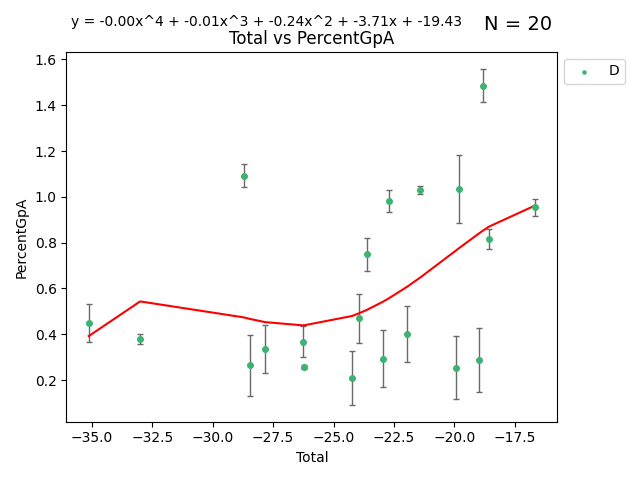 y = -0.00x^4 + -0.01x^3 + -0.24x^2 + -3.71x + -19.43
N = 20
Total vs PercentGpA
D
PercentGpA
1.6
1.4
1.2
1.0
0.8
0.6
0.4
0.2
−35.0 −32.5 −30.0 −27.5 −25.0 −22.5 −20.0 −17.5
Total